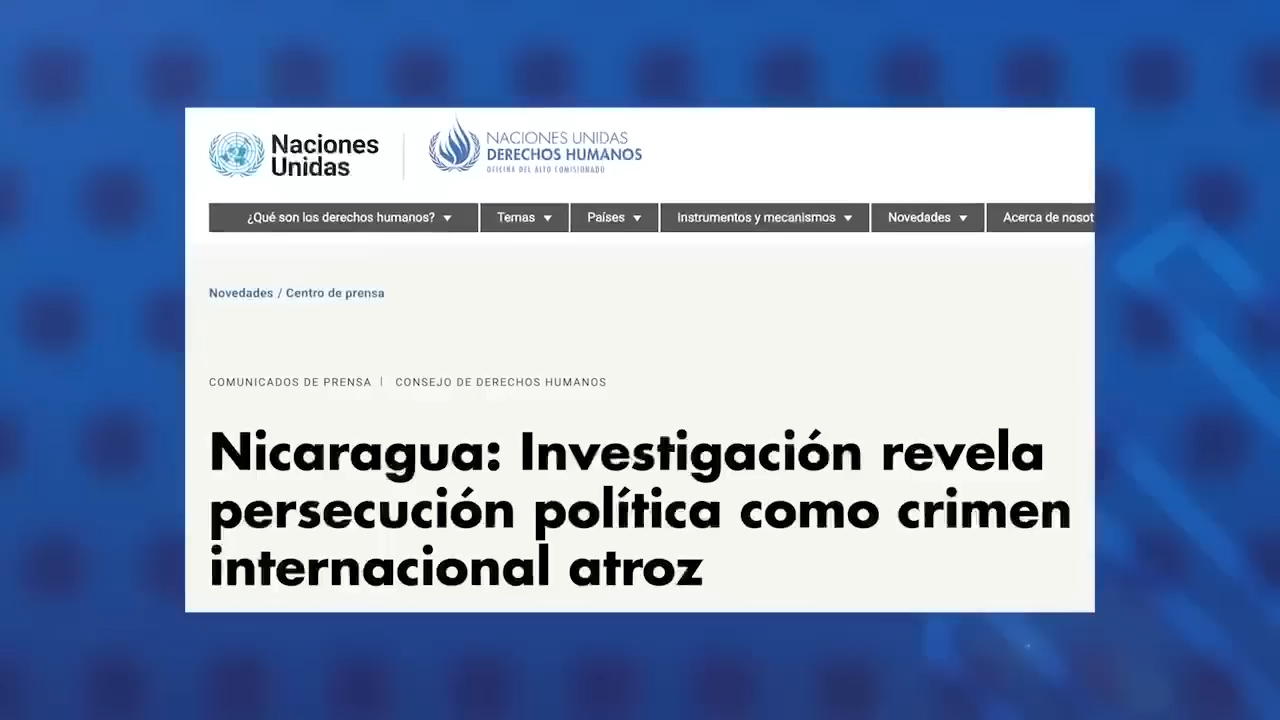 Naciones
Unidas
NACIONES UNIDAS
DERECHOS HUMANOS
OFICINA DEL ALTO COMISIONADO
¿Qué son los derechos humanos?
Temas
Países
Instrumentos y mecanismos
Novedades
Acerca de nosot
Novedades / Centro de prensa
COMUNICADOS DE PRENSA | CONSEJO DE DERECHOS HUMANOS
Nicaragua: Investigación revela
persecución política como crimen
internacional atroz